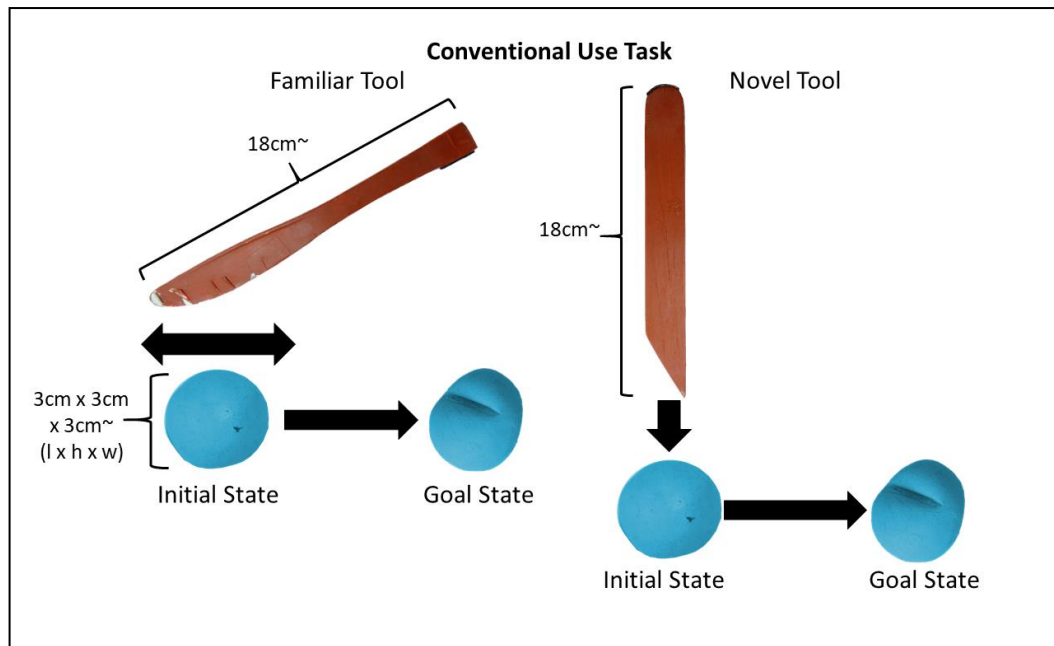 Conventional Use Task
Familiar Tool
Novel Tool
18cm~
18cm~
3cm x 3cm
x 3cm~
(l x h x w)
Initial State
Goal State
Initial State
Goal State